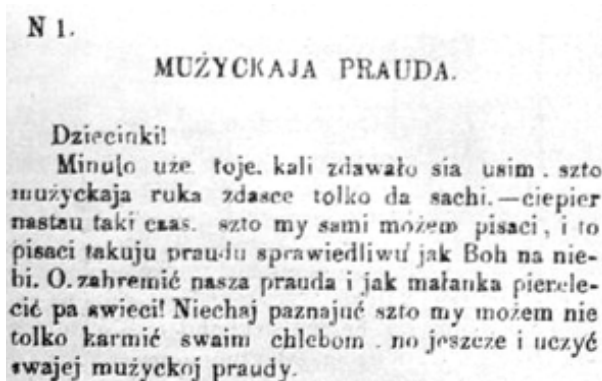 N 1.
MUŻYCKAJA PRAUDA.
Dziecinki!
Minuło uże toje. kali zdawało sia usim. szto
mużyckaja ruka zdasce tolko da sachi.—ciepier
nastau taki czas. szto my sami możem pisaci, i to
pisaci takuju praudu sprawiedliwu jak Boh na nie-
bi. O. zahremić nasza prauda i jak małanka pierele-
cić pa swieci! Niechaj paznajuć szto my możem nie
tolko karmić swaim chlebom. no jeszcze i uczyć
swajej mużyckoj praudy.